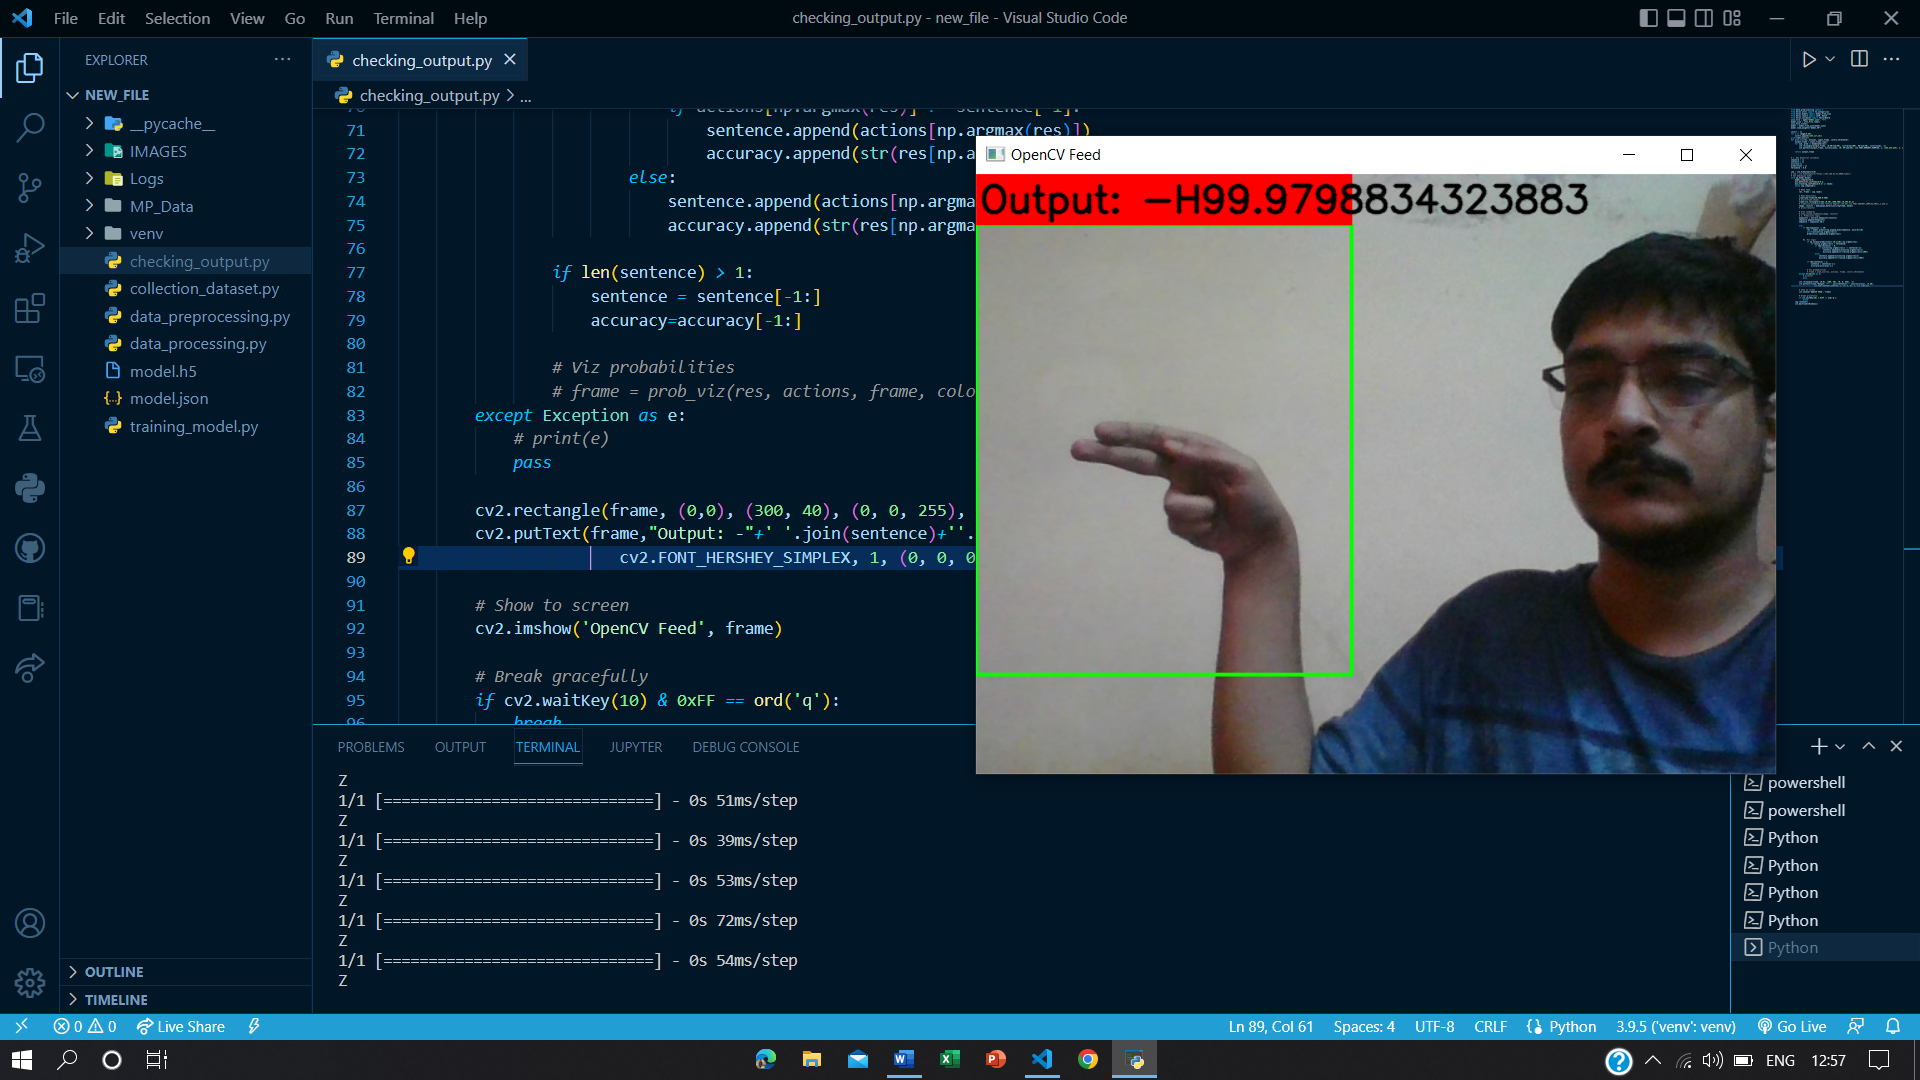 File Edit Selection View Go Run Terminal Help
checking_output.py - new_file - Visual Studio Code
EXPLORER
NEW_FILE
__pycache__
IMAGES
Logs
MP_Data
venv
checking_output.py
collection_dataset.py
data_preprocessing.py
data_processing.py
model.h5
model.json
training_model.py
OUTLINE
TIMELINE
checking_output.py
checking_output.py > ...
71 sentence.append(actions[np.argmax(res)])
72 accuracy.append(str(res[np.a
73 else:
74 sentence.append(actions[np.argma
75 accuracy.append(str(res[np.argma
76
77 if len(sentence) > 1:
78 sentence = sentence[-1:]
79 accuracy=accuracy[-1:]
80
81 # Viz probabilities
82 # frame = prob_viz(res, actions, frame, colo
83 except Exception as e:
84 # print(e)
85 pass
86
87 cv2.rectangle(frame, (0,0), (300, 40), (0, 0, 255),
88 cv2.putText(frame,"Output: -"+' '.join(sentence)+''.
89 cv2.FONT_HERSHEY_SIMPLEX, 1, (0, 0, 0
90
91 # Show to screen
92 cv2.imshow('OpenCV Feed', frame)
93
94 # Break gracefully
95 if cv2.waitKey(10) & 0xFF == ord('q'):
96 break
OpenCV Feed
Output: -H99.9798834323883
PROBLEMS OUTPUT TERMINAL JUPYTER DEBUG CONSOLE
Z
1/1 [==============================] - 0s 51ms/step
Z
1/1 [==============================] - 0s 39ms/step
Z
1/1 [==============================] - 0s 53ms/step
Z
1/1 [==============================] - 0s 72ms/step
Z
1/1 [==============================] - 0s 54ms/step
Z
powershell
powershell
Python
Python
Python
Python
Python
0 0 Live Share
Ln 89, Col 61 Spaces: 4 UTF-8 CRLF Python 3.9.5 ('venv': venv) Go Live
ENG 12:57